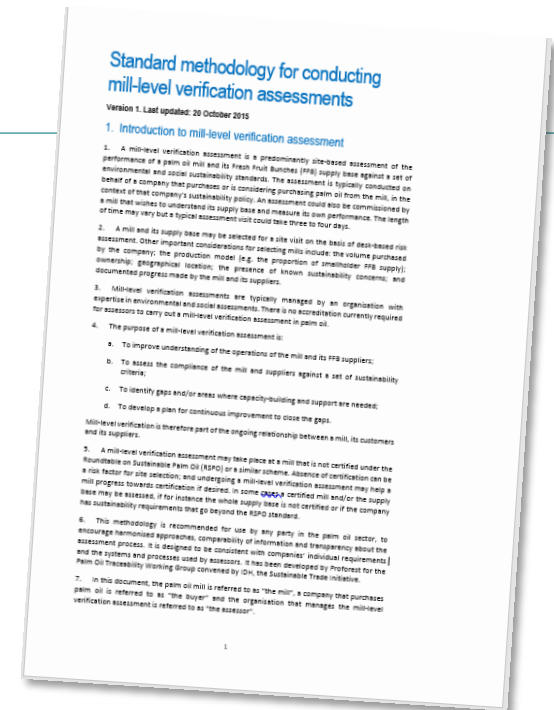 Standard methodology for conducting
mill-level verification assessments
Version 1. Last updated: 20 October 2015
1. Introduction to mill-level verification assessment
1. A mill-level verification assessment is a predominantly site-based assessment of the
performance of a palm oil mill and its Fresh Fruit Bunches (FFB) supply base against a set of
environmental and social sustainability standards. The assessment is typically conducted on
behalf of a company that purchases or is considering purchasing palm oil from the mill, in the
context of that company's sustainability policy. An assessment could also be commissioned by
a mill that wishes to understand its supply base and measure its own performance. The length
of time may vary but a typical assessment visit could take three to four days.
2. A mill and its supply base may be selected for a site visit on the basis of desk-based risk
assessment. Other important considerations for selecting mills include: the volume purchased
by the company; the production model (e.g. the proportion of smallholder FFB supply);
ownership; geographical location; the presence of known sustainability concerns; and
documented progress made by the mill and its suppliers.
3. Mill-level verification assessments are typically managed by an organisation with
expertise in environmental and social assessments. There is no accreditation currently required
for assessors to carry out a mill-level verification assessment in palm oil.
4. The purpose of a mill-level verification assessment is:
a. To improve understanding of the operations of the mill and its FFB suppliers;
b. To assess the compliance of the mill and suppliers against a set of sustainability
criteria;
c. To identify gaps and/or areas where capacity-building and support are needed;
d. To develop a plan for continuous improvement to close the gaps.
Mill-level verification is therefore part of the ongoing relationship between a mill, its customers
and its suppliers.
5. A mill-level verification assessment may take place at a mill that is not certified under the
Roundtable on Sustainable Palm Oil (RSPO) or a similar scheme. Absence of certification can be
a risk factor for site selection; and undergoing a mill-level verification assessment may help a
mill progress towards certification if desired. In some cases a certified mill and/or the supply
base may be assessed, if for instance the whole supply base is not certified or if the company
has sustainability requirements that go beyond the RSPO standard.
6. This methodology is recommended for use by any party in the palm oil sector, to
encourage harmonised approaches, comparability of information and transparency about the
assessment process. It is designed to be consistent with companies' individual requirements
and the systems and processes used by assessors. It has been developed by Proforest for the
Palm Oil Traceability Working Group convened by IDH, the Sustainable Trade Initiative.
7. In this document, the palm oil mill is referred to as "the mill", a company that purchases
palm oil is referred to as "the buyer" and the organisation that manages the mill-level
verification assessment is referred to as "the assessor".
1